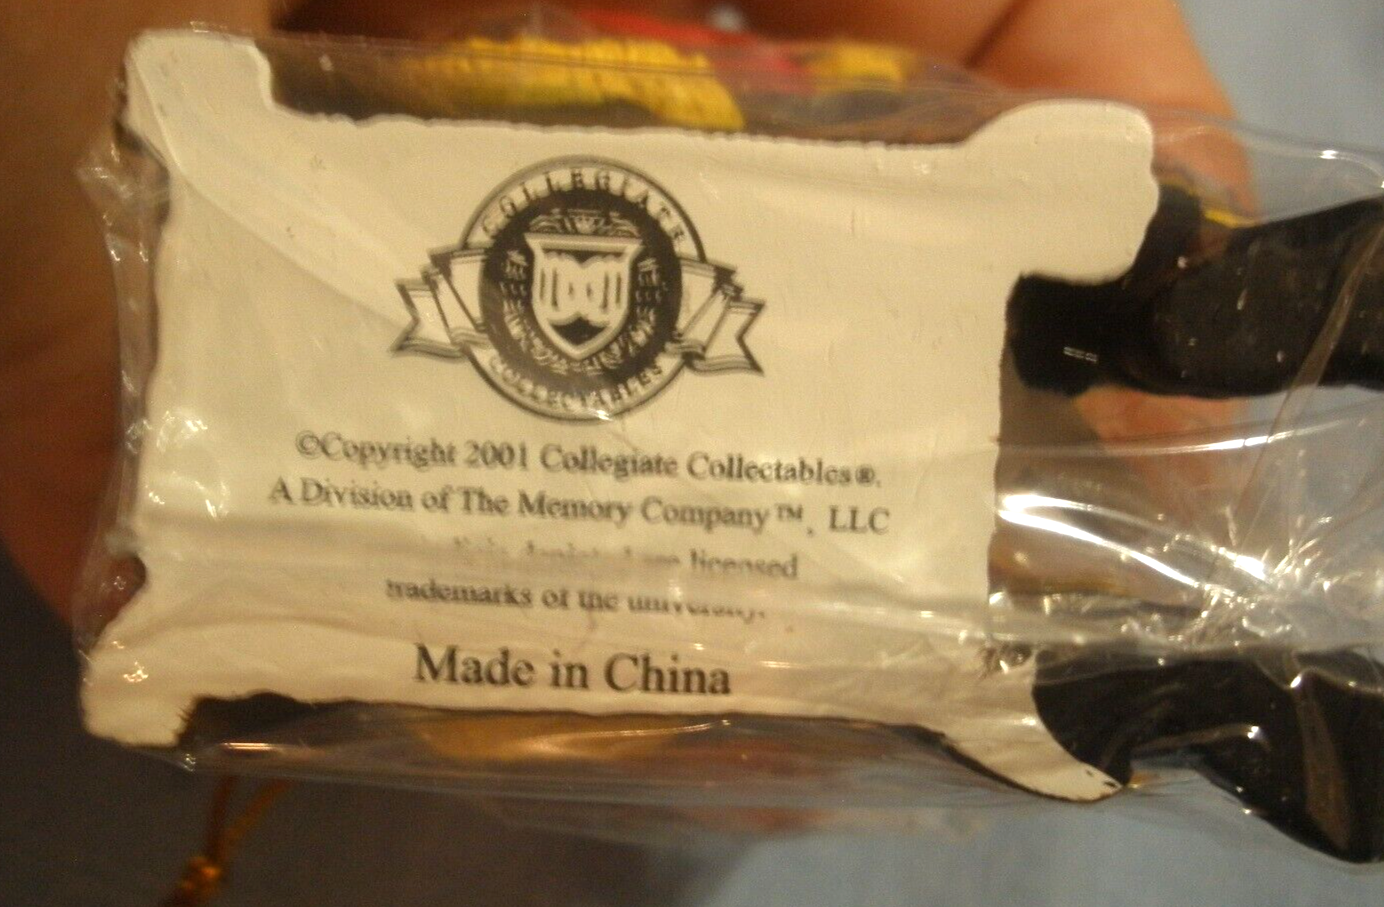 COLLEGIATE
COLLECTABLES
©Copyright 2001 Collegiate Collectables®.
A Division of The Memory Company™, LLC
licensed
trademarks of the university.
Made in China